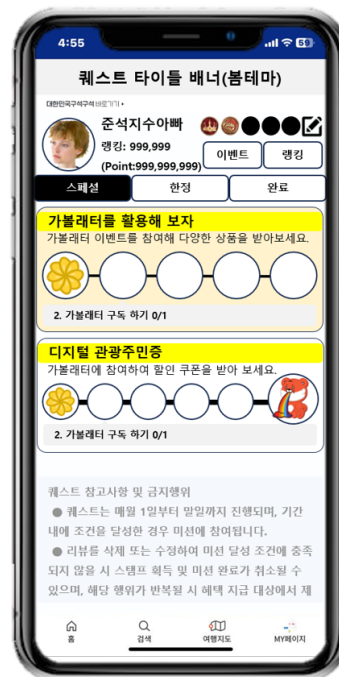 4:55
59
퀘스트 타이틀 배너(봄테마)
대한민국구석구석 바로가기
준석지수아빠
랭킹: 999,999
(Point:999,999,999)
이벤트
랭킹
스페셜
한정
완료
가볼래터를 활용해 보자
가볼래터 이벤트를 참여해 다양한 상품을 받아보세요.
2. 가볼래터 구독 하기 0/1
디지털 관광주민증
가볼래터에 참여하여 할인 쿠폰을 받아 보세요.
2. 가볼래터 구독 하기 0/1
퀘스트 참고사항 및 금지행위
● 퀘스트는 매월 1일부터 말일까지 진행되며, 기간
내에 조건을 달성한 경우 미션에 참여됩니다.
● 리뷰를 삭제 또는 수정하여 미션 달성 조건에 충족
되지 않을 시 스탬프 획득 및 미션 완료가 취소될 수
있으며, 해당 행위가 반복될 시 혜택 지급 대상에서 제
홈
검색
여행지도
MY페이지